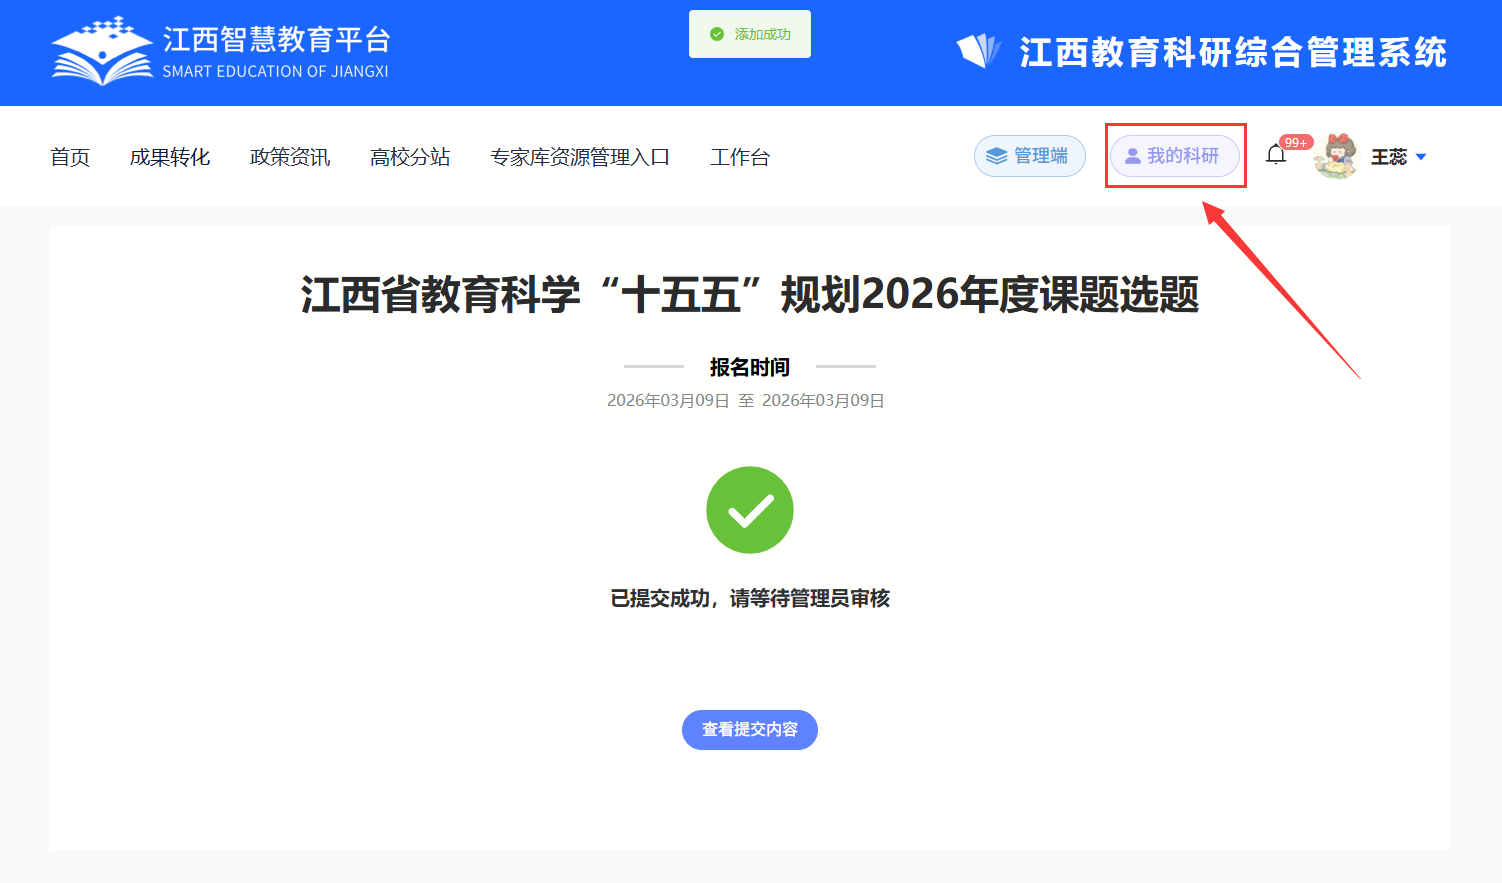 江西智慧教育平台
SMART EDUCATION OF JIANGXI
添加成功
江西教育科研综合管理系统
首页 成果转化 政策资讯 高校分站 专家库资源管理入口 工作台 管理端 我的科研 99+ 王蕊
江西省教育科学“十五五”规划2026年度课题选题
报名时间
2026年03月09日 至 2026年03月09日
已提交成功，请等待管理员审核
查看提交内容